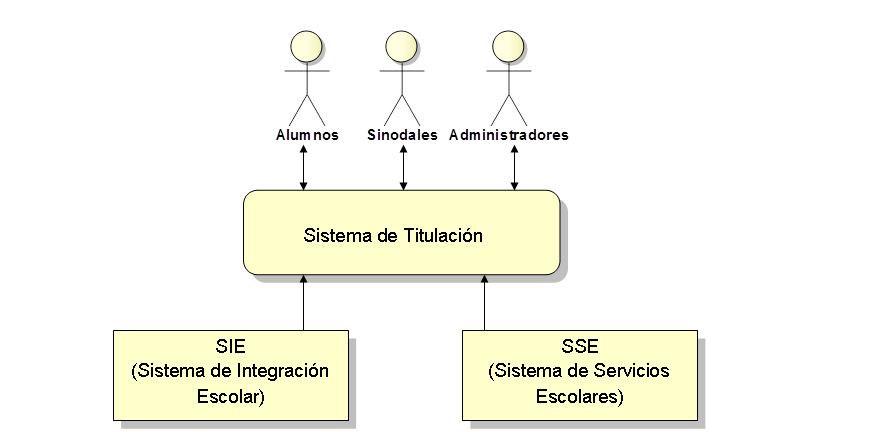 Alumnos
Sinodales
Administradores
Sistema de Titulación
SIE
(Sistema de Integración
Escolar)
SSE
(Sistema de Servicios
Escolares)